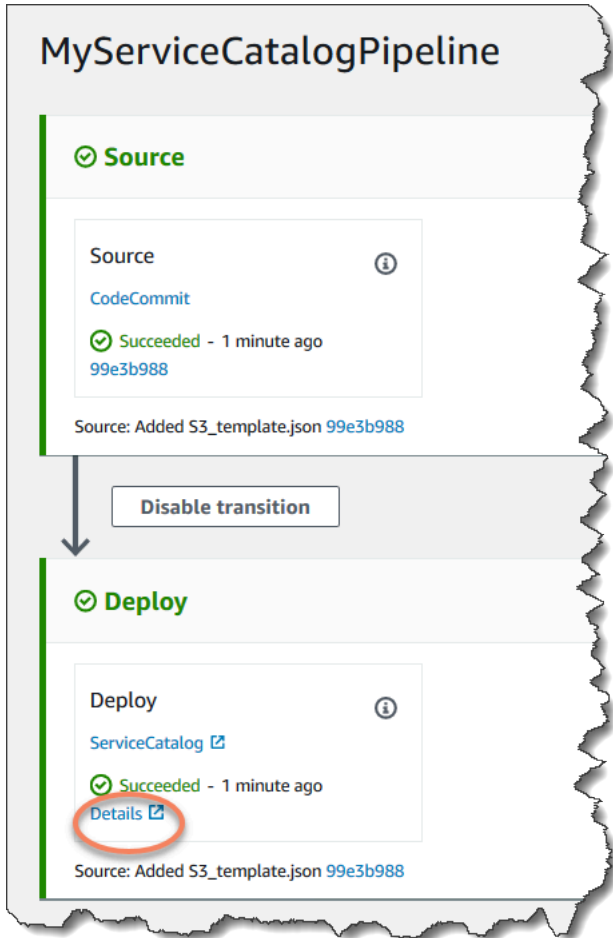 MyServiceCatalogPipeline
Source
Source
CodeCommit
Succeeded - 1 minute ago
99e3b988
Source: Added S3_template.json 99e3b988
Disable transition
Deploy
Deploy
ServiceCatalog
Succeeded - 1 minute ago
Details
Source: Added S3_template.json 99e3b988